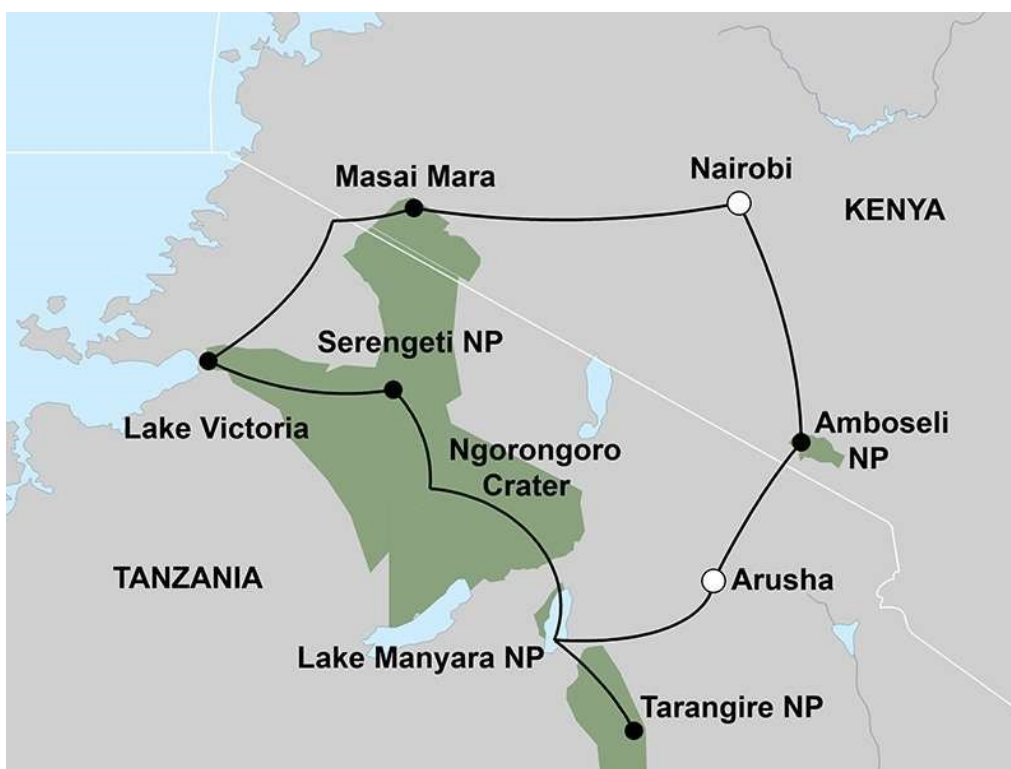 Masai Mara
Nairobi
KENYA
Serengeti NP
Lake Victoria
Amboseli
NP
Ngorongoro
Crater
TANZANIA
Arusha
Lake Manyara NP
Tarangire NP